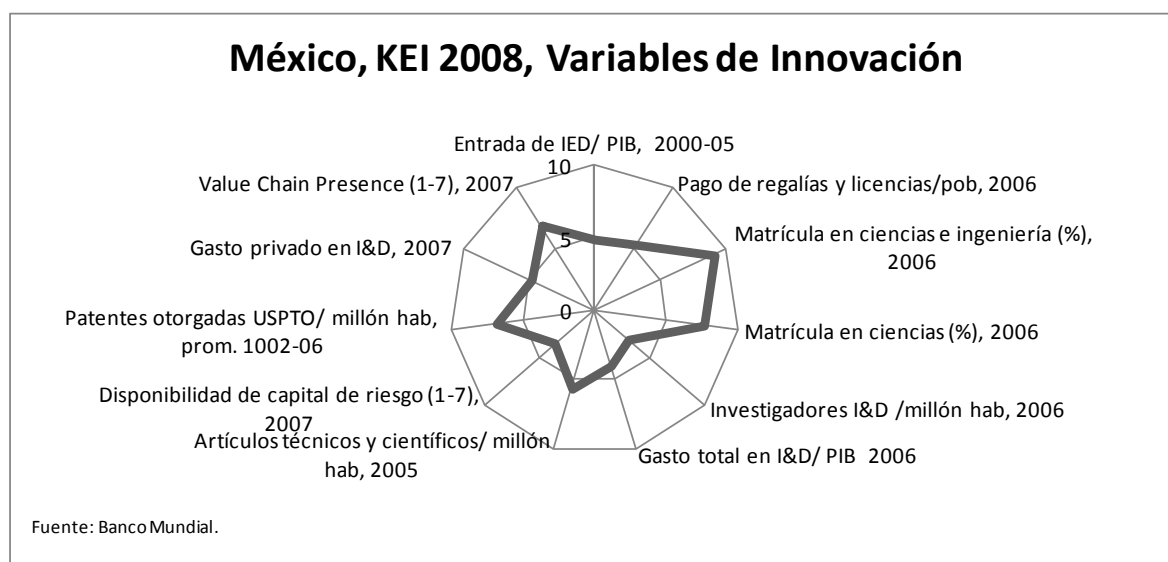 México, KEI 2008, Variables de Innovación
Entrada de IED/ PIB, 2000-05
10
Value Chain Presence (1-7), 2007
Pago de regalías y licencias/pob, 2006
5
Gasto privado en I&D, 2007
Matrícula en ciencias e ingeniería (%),
2006
0
Patentes otorgadas USPTO/ millón hab,
prom. 1002-06
Matrícula en ciencias (%), 2006
Disponibilidad de capital de riesgo (1-7),
2007
Investigadores I&D /millón hab, 2006
Artículos técnicos y científicos/ millón
hab, 2005
Gasto total en I&D/ PIB 2006
Fuente: Banco Mundial.